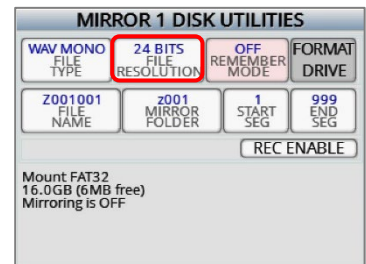 MIRROR 1 DISK UTILITIES
WAV MONO
FILE
TYPE
24 BITS
FILE
RESOLUTION
OFF
REMEMBER
MODE
FORMAT
DRIVE
Z001001
FILE
NAME
z001
MIRROR
FOLDER
1
START
SEG
999
END
SEG
REC ENABLE
Mount FAT32
16.0GB (6MB free)
Mirroring is OFF